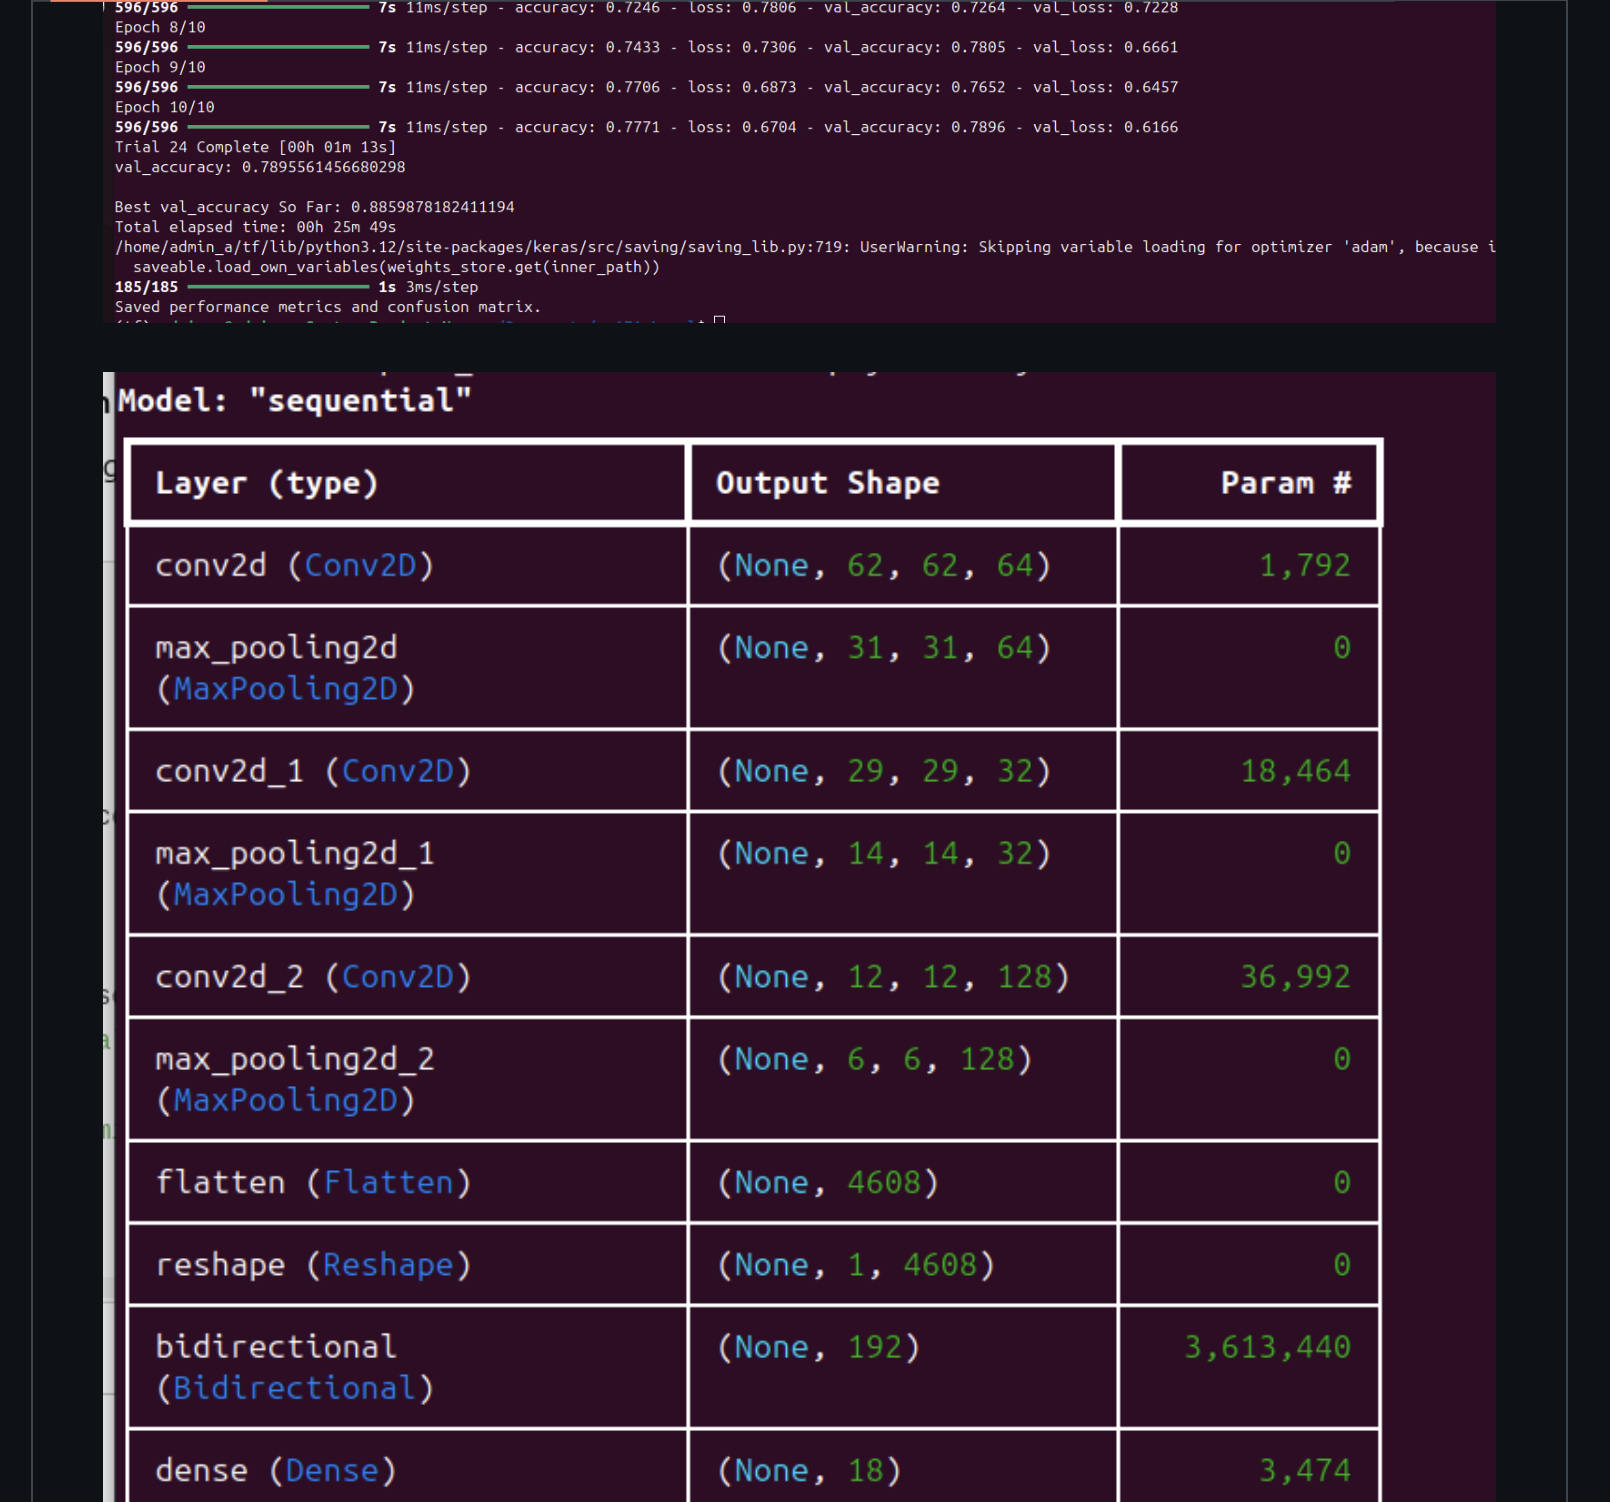 596/596 7s 11ms/step - accuracy: 0.7246 - loss: 0.7806 - val_accuracy: 0.7264 - val_loss: 0.7228
Epoch 8/10
596/596 7s 11ms/step - accuracy: 0.7433 - loss: 0.7306 - val_accuracy: 0.7805 - val_loss: 0.6661
Epoch 9/10
596/596 7s 11ms/step - accuracy: 0.7706 - loss: 0.6873 - val_accuracy: 0.7652 - val_loss: 0.6457
Epoch 10/10
596/596 7s 11ms/step - accuracy: 0.7771 - loss: 0.6704 - val_accuracy: 0.7896 - val_loss: 0.6166
Trial 24 Complete [00h 01m 13s]
val_accuracy: 0.7895561456680298
Best val_accuracy So Far: 0.8859878182411194
Total elapsed time: 00h 25m 49s
/home/admin_a/tf/lib/python3.12/site-packages/keras/src/saving/saving_lib.py:719: UserWarning: Skipping variable loading for optimizer 'adam', because i
saveable.load_own_variables(weights_store.get(inner_path))
185/185 1s 3ms/step
Saved performance metrics and confusion matrix.
Model: "sequential"
Layer (type) Output Shape Param #
conv2d (Conv2D) (None, 62, 62, 64) 1,792
max_pooling2d (None, 31, 31, 64) 0
(MaxPooling2D)
conv2d_1 (Conv2D) (None, 29, 29, 32) 18,464
max_pooling2d_1 (None, 14, 14, 32) 0
(MaxPooling2D)
conv2d_2 (Conv2D) (None, 12, 12, 128) 36,992
max_pooling2d_2 (None, 6, 6, 128) 0
(MaxPooling2D)
flatten (Flatten) (None, 4608) 0
reshape (Reshape) (None, 1, 4608) 0
bidirectional (None, 192) 3,613,440
(Bidirectional)
dense (Dense) (None, 18) 3,474